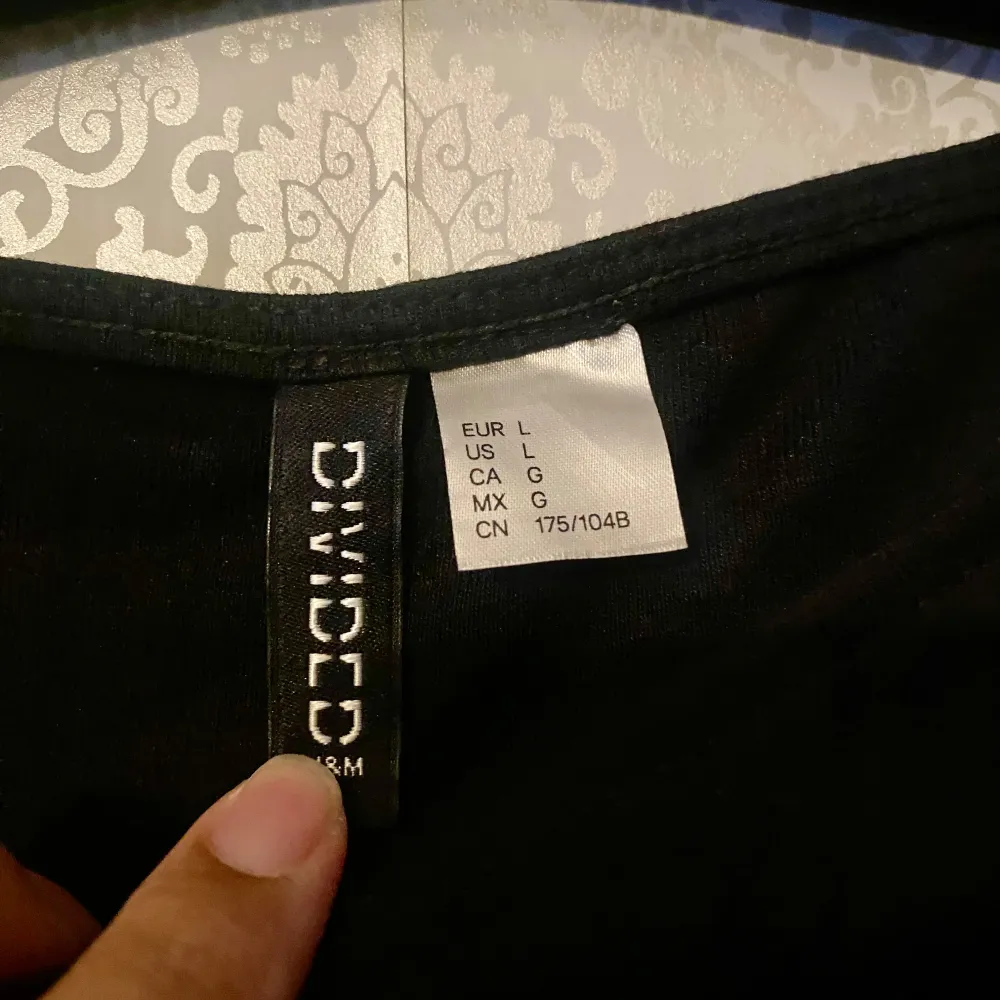 DIVIDED
H&M
EUR L
US L
CA G
MX G
CN 175/104B